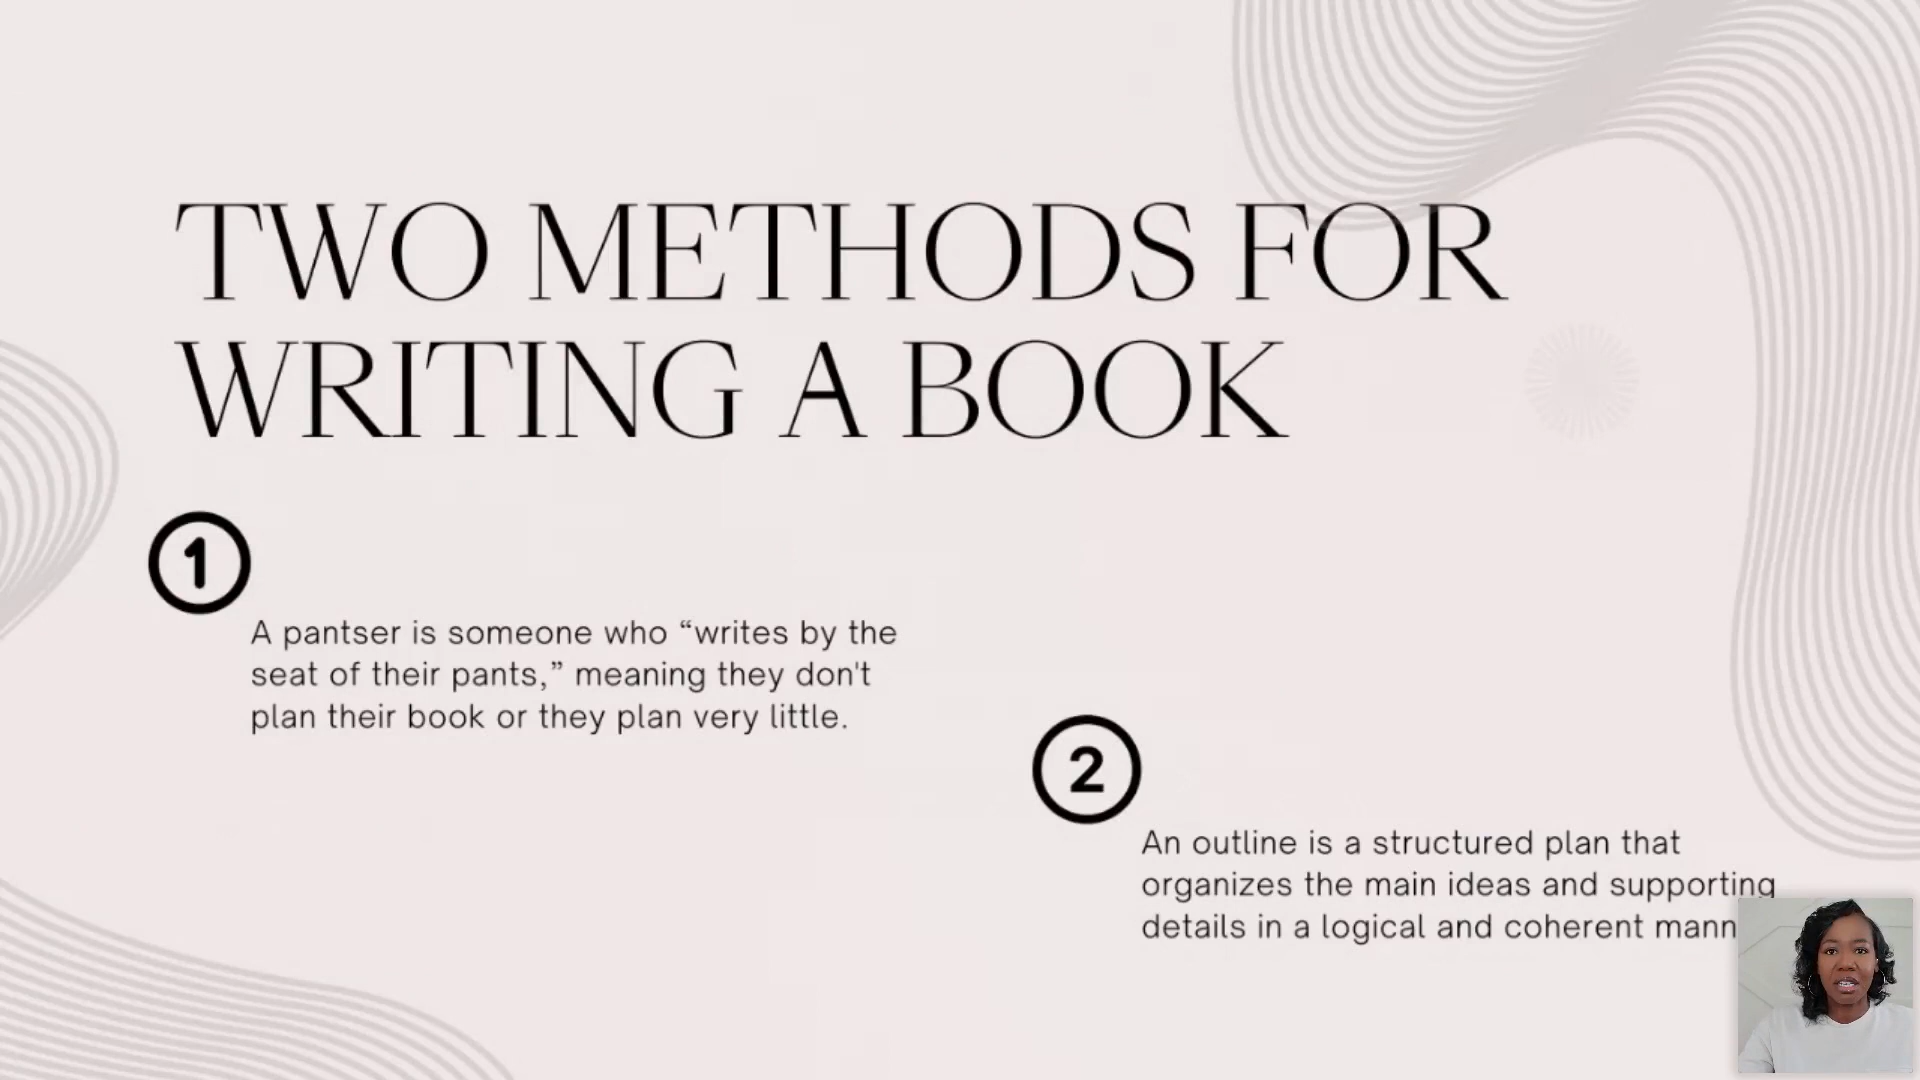 TWO METHODS FOR
WRITING A BOOK
1
A pantser is someone who “writes by the
seat of their pants,” meaning they don't
plan their book or they plan very little.
2
An outline is a structured plan that
organizes the main ideas and supporting
details in a logical and coherent